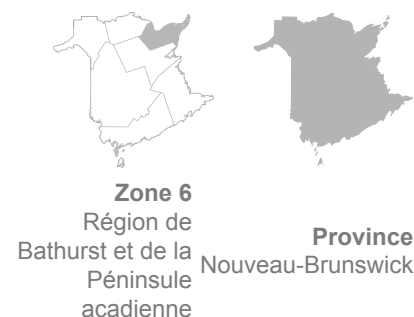 Zone 6
Région de
Bathurst et de la
Péninsule
acadienne
Province
Nouveau-Brunswick